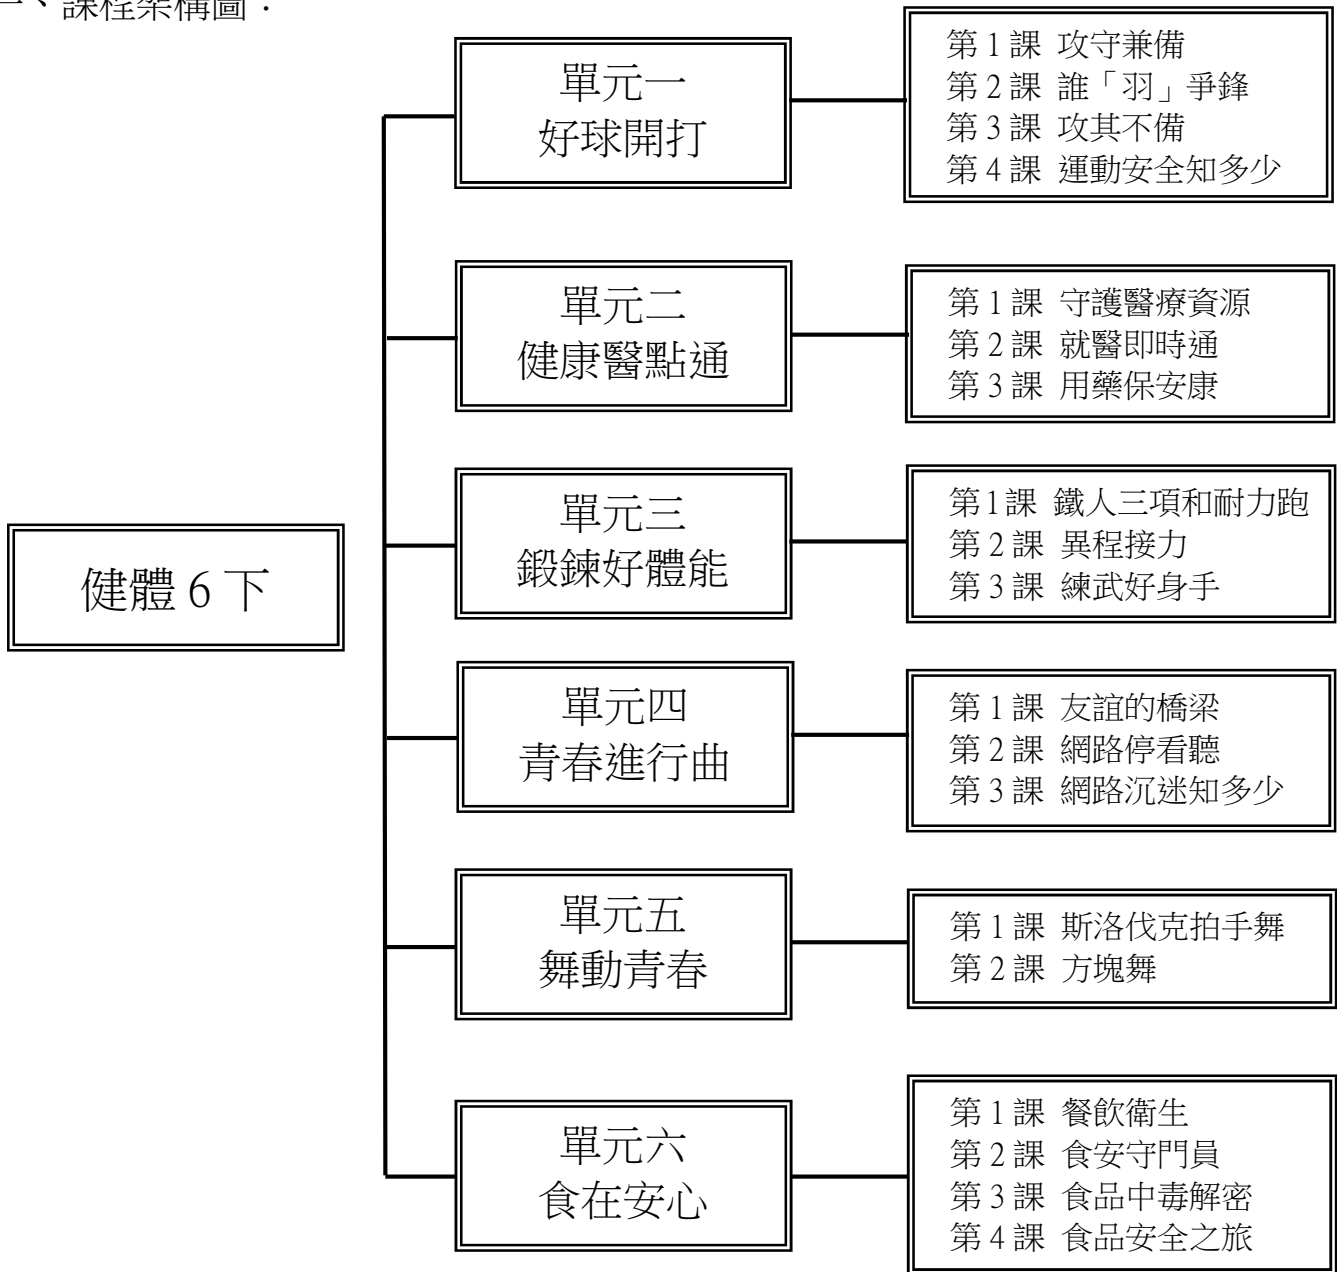 、課程架構圖：
健體 6 下
單元一
好球開打
第 1 課 攻守兼備
第 2 課 誰「羽」爭鋒
第 3 課 攻其不備
第 4 課 運動安全知多少
單元二
健康醫點通
第 1 課 守護醫療資源
第 2 課 就醫即時通
第 3 課 用藥保安康
單元三
鍛鍊好體能
第 1 課 鐵人三項和耐力跑
第 2 課 異程接力
第 3 課 練武好身手
單元四
青春進行曲
第 1 課 友誼的橋梁
第 2 課 網路停看聽
第 3 課 網路沉迷知多少
單元五
舞動青春
第 1 課 斯洛伐克拍手舞
第 2 課 方塊舞
單元六
食在安心
第 1 課 餐飲衛生
第 2 課 食安守門員
第 3 課 食品中毒解密
第 4 課 食品安全之旅